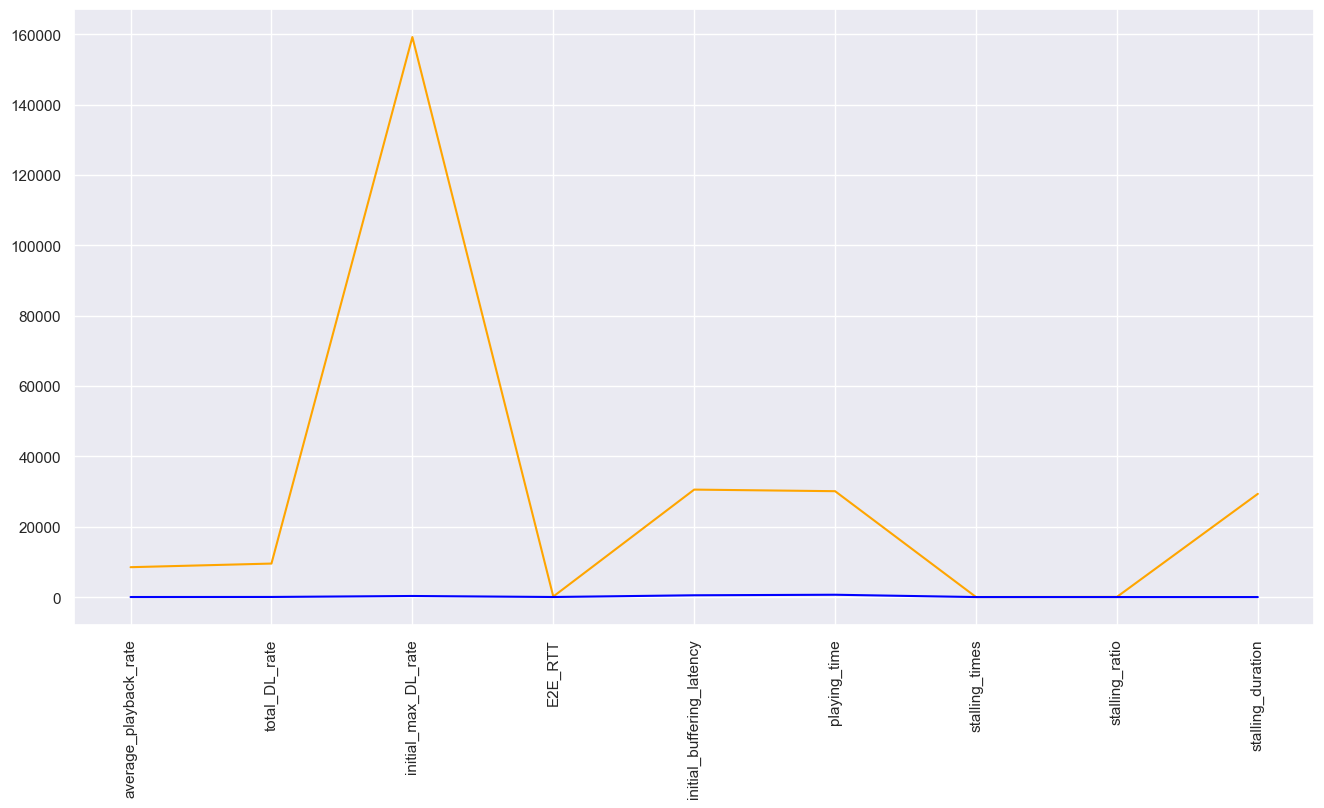 160000
140000
120000
100000
80000
60000
40000
20000
0
average_playback_rate
total_DL_rate
initial_max_DL_rate
E2E_RTT
initial_buffering_latency
playing_time
stalling_times
stalling_ratio
stalling_duration